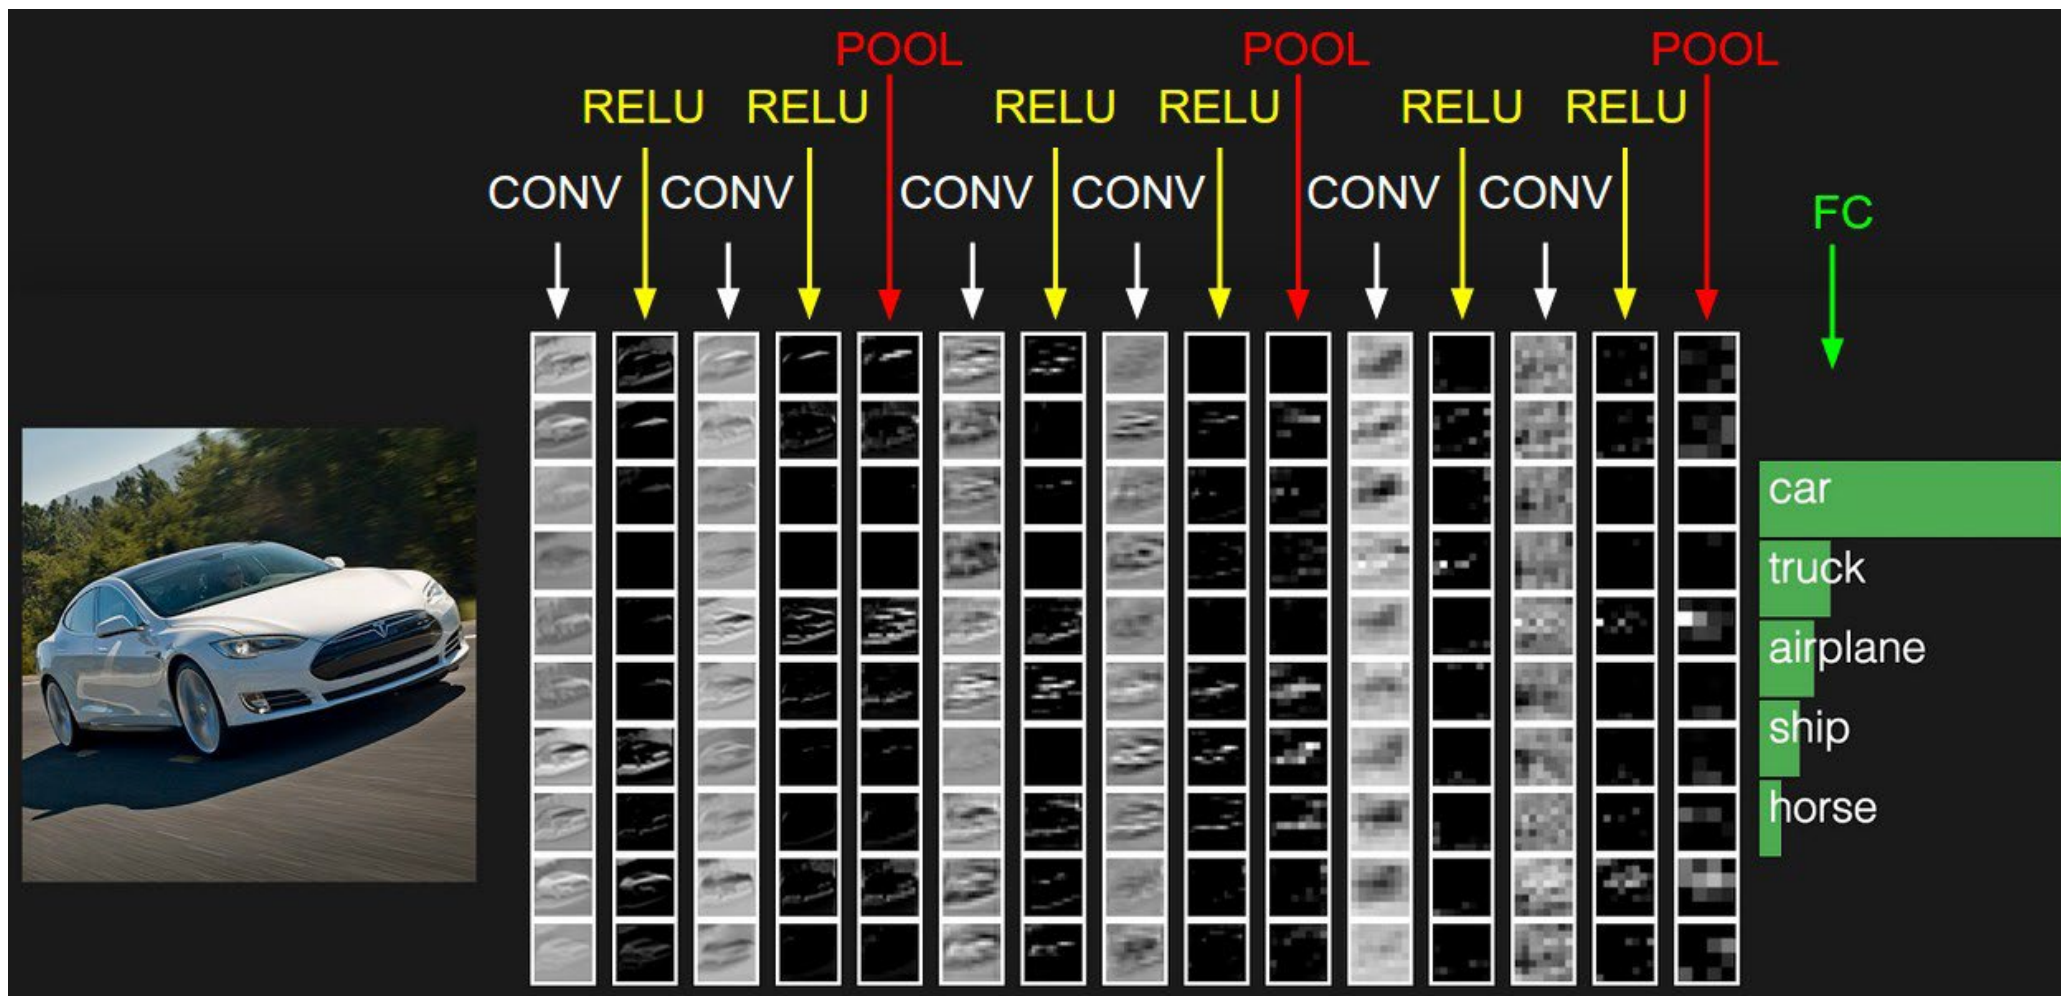 POOL POOL POOL
RELU RELU RELU RELU RELU RELU
CONV CONV CONV CONV CONV CONV
FC
car
truck
airplane
ship
horse